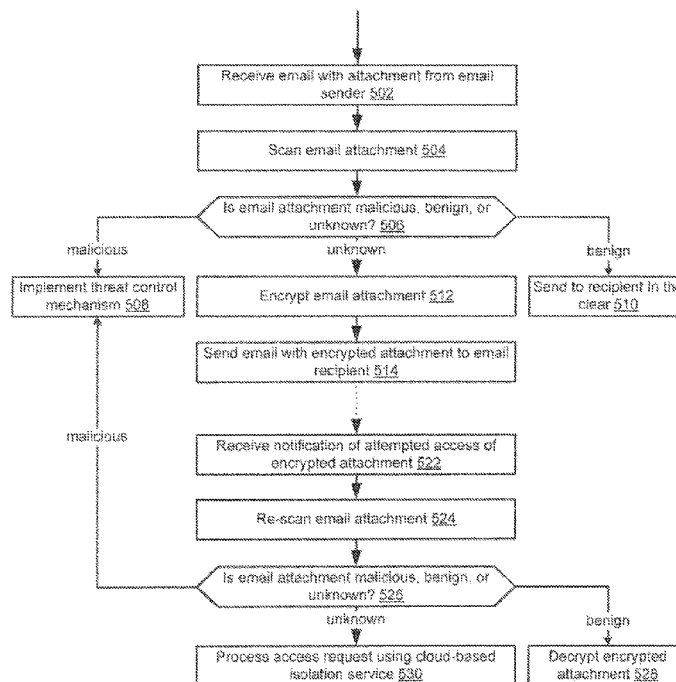 Receive email with attachment from email
sender 502
Scan email attachment 504
Is email attachment malicious, benign, or
unknown? 506
malicious
unknown
benign
Implement threat control
mechanism 508
Encrypt email attachment 512
Send to recipient in the
clear 510
Send email with encrypted attachment to email
recipient 514
malicious
Receive notification of attempted access of
encrypted attachment 522
Re-scan email attachment 524
Is email attachment malicious, benign, or
unknown? 526
unknown
benign
Process access request using cloud-based
isolation service 530
Decrypt encrypted
attachment 528